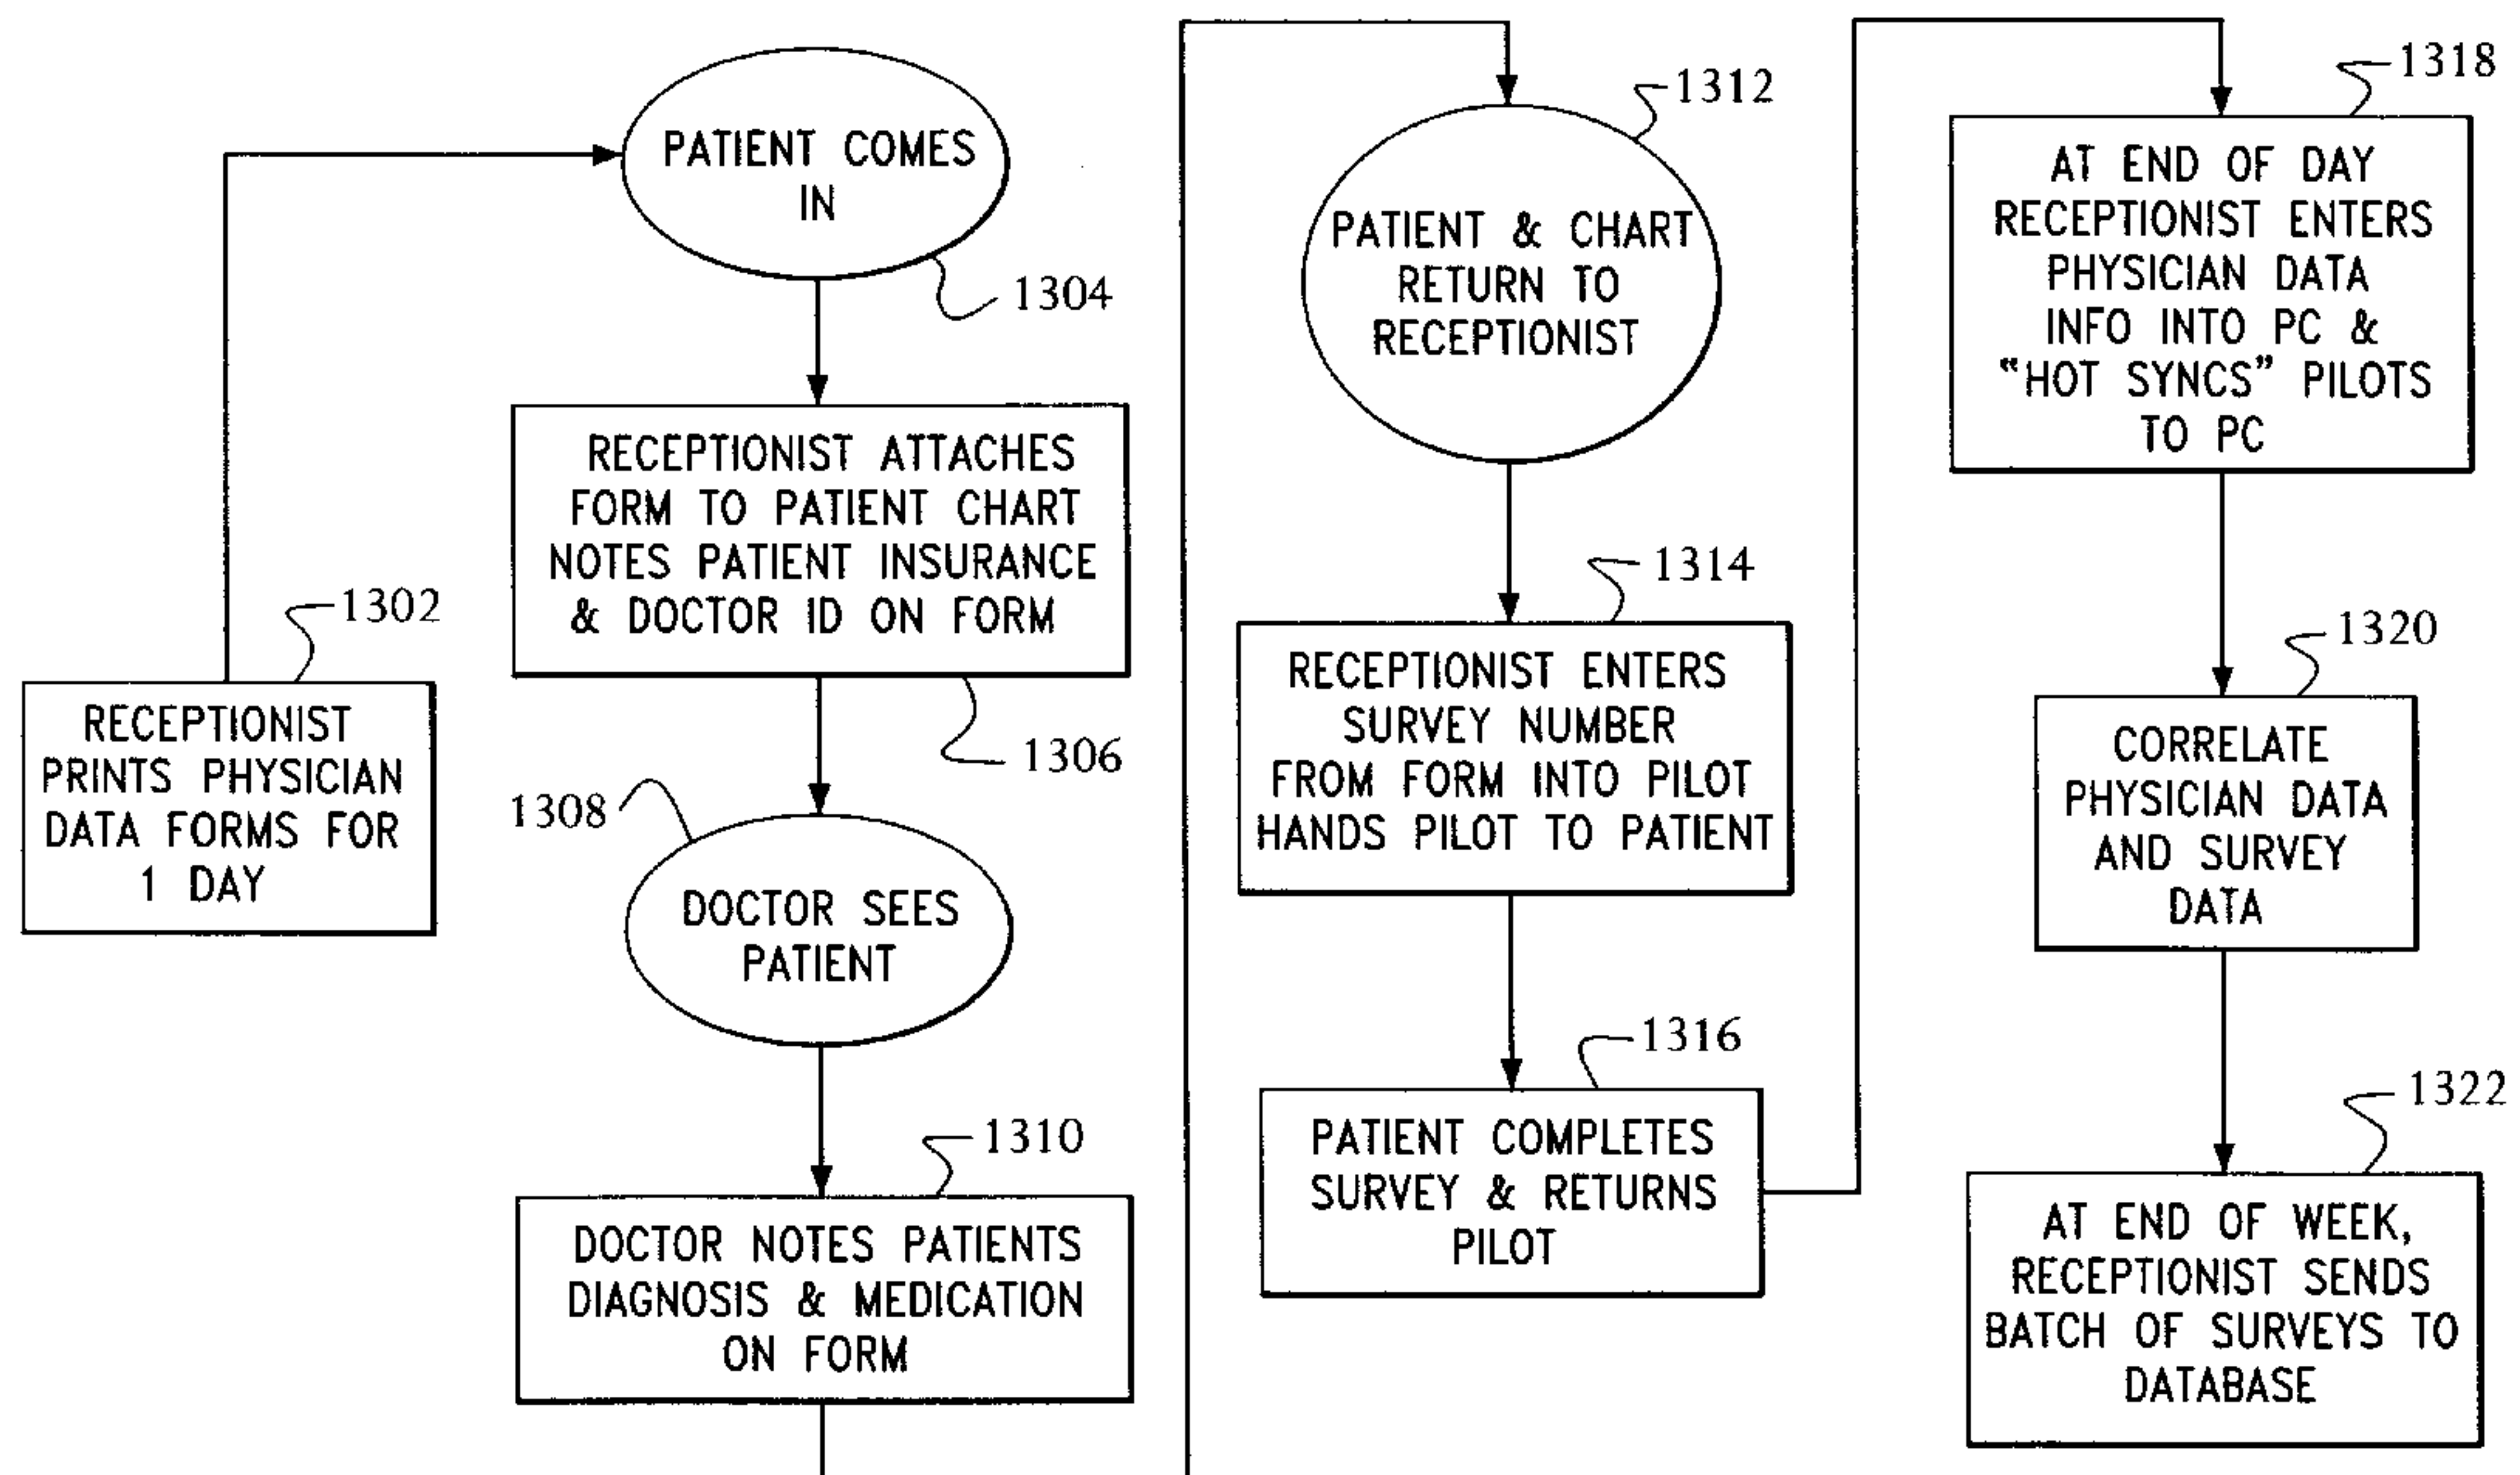 1302
RECEPTIONIST
PRINTS PHYSICIAN
DATA FORMS FOR
1 DAY
PATIENT COMES
IN
1304
RECEPTIONIST ATTACHES
FORM TO PATIENT CHART
NOTES PATIENT INSURANCE
& DOCTOR ID ON FORM
1306
1308
DOCTOR SEES
PATIENT
1310
DOCTOR NOTES PATIENTS
DIAGNOSIS & MEDICATION
ON FORM
1312
PATIENT & CHART
RETURN TO
RECEPTIONIST
1314
RECEPTIONIST ENTERS
SURVEY NUMBER
FROM FORM INTO PILOT
HANDS PILOT TO PATIENT
1316
PATIENT COMPLETES
SURVEY & RETURNS
PILOT
1318
AT END OF DAY
RECEPTIONIST ENTERS
PHYSICIAN DATA
INFO INTO PC &
“HOT SYNCS” PILOTS
TO PC
1320
CORRELATE
PHYSICIAN DATA
AND SURVEY
DATA
1322
AT END OF WEEK,
RECEPTIONIST SENDS
BATCH OF SURVEYS TO
DATABASE